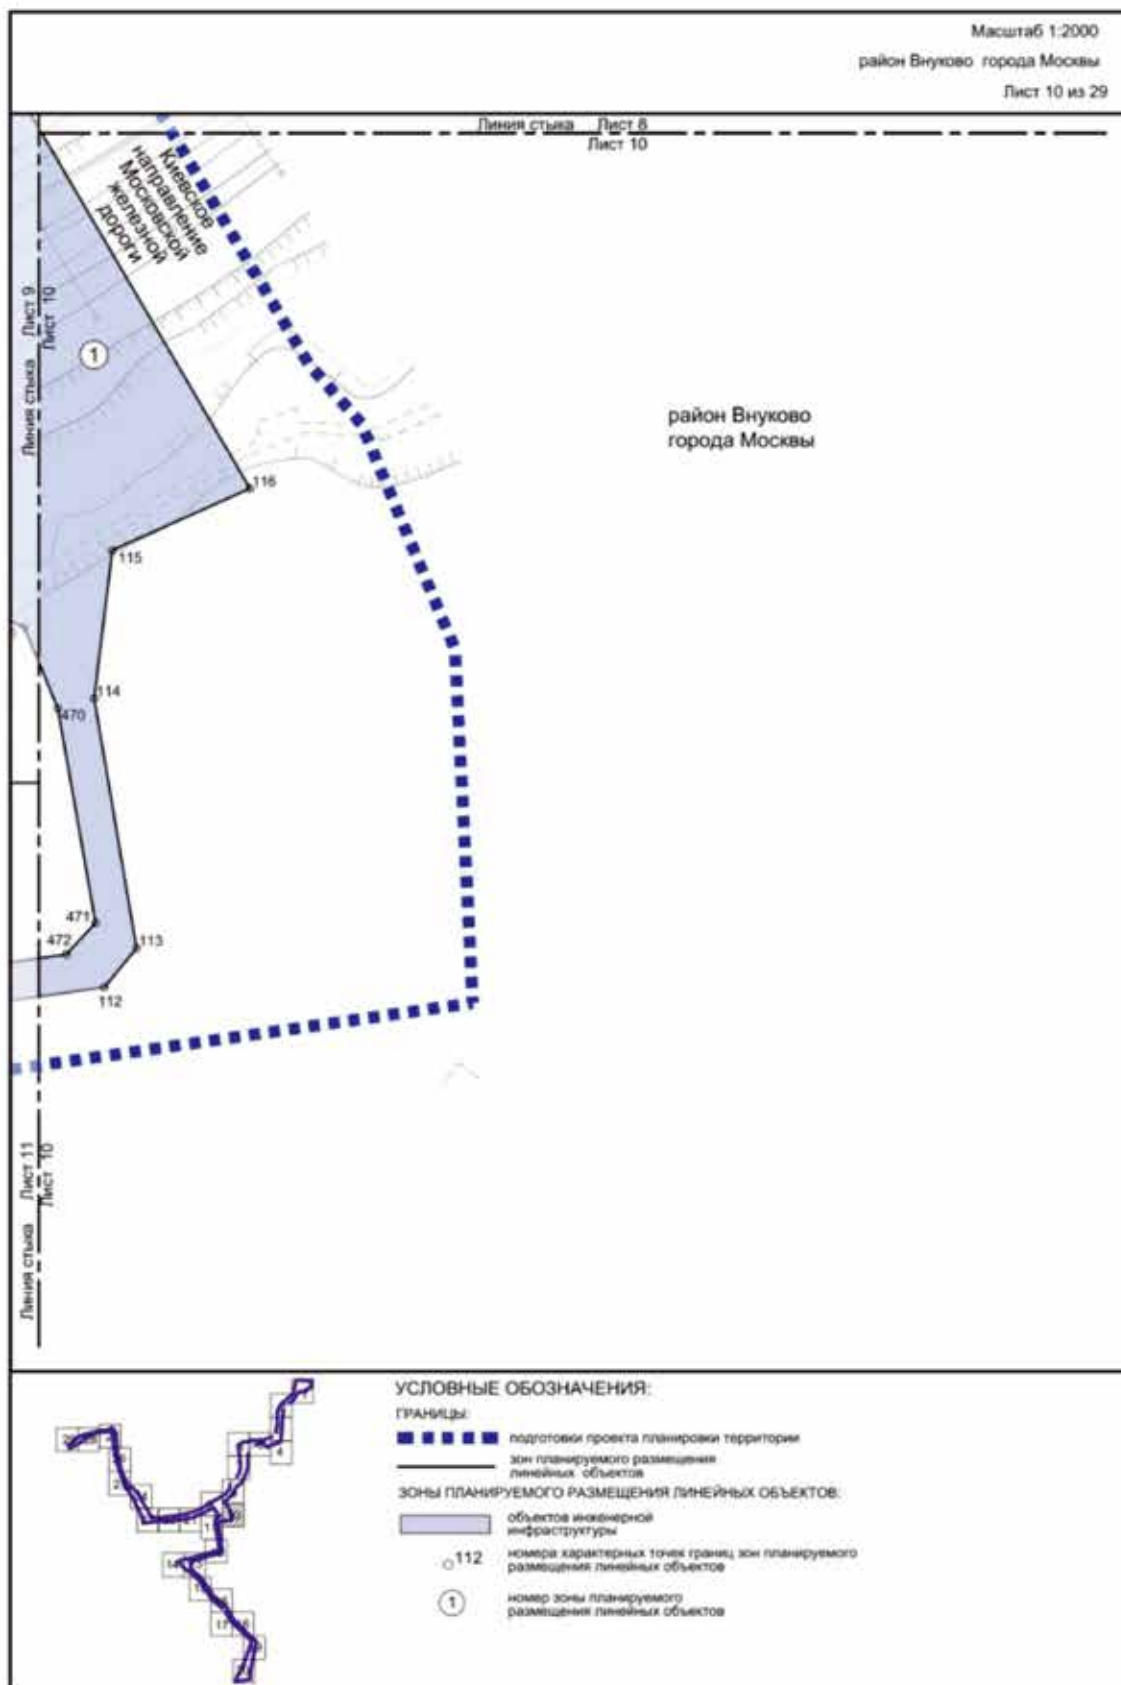 Масштаб 1:2000
район Внуково города Москвы
Лист 10 из 29
Линия стыка Лист 6
Лист 10
Киевское
направление
Московской
железной
дороги
Линия стыка Лист 9
Лист 10
1
район Внуково
города Москвы
116
115
114
470
471
472
113
112
Линия стыка Лист 11
Лист 10
УСЛОВНЫЕ ОБОЗНАЧЕНИЯ:
ГРАНИЦЫ:
подготовки проекта планировки территории
зон планируемого размещения
линейных объектов
ЗОНЫ ПЛАНИРУЕМОГО РАЗМЕЩЕНИЯ ЛИНЕЙНЫХ ОБЪЕКТОВ:
объектов инженерной
инфраструктуры
112
номера характерных точек границ зон планируемого
размещения линейных объектов
1
номер зоны планируемого
размещения линейных объектов
4
17